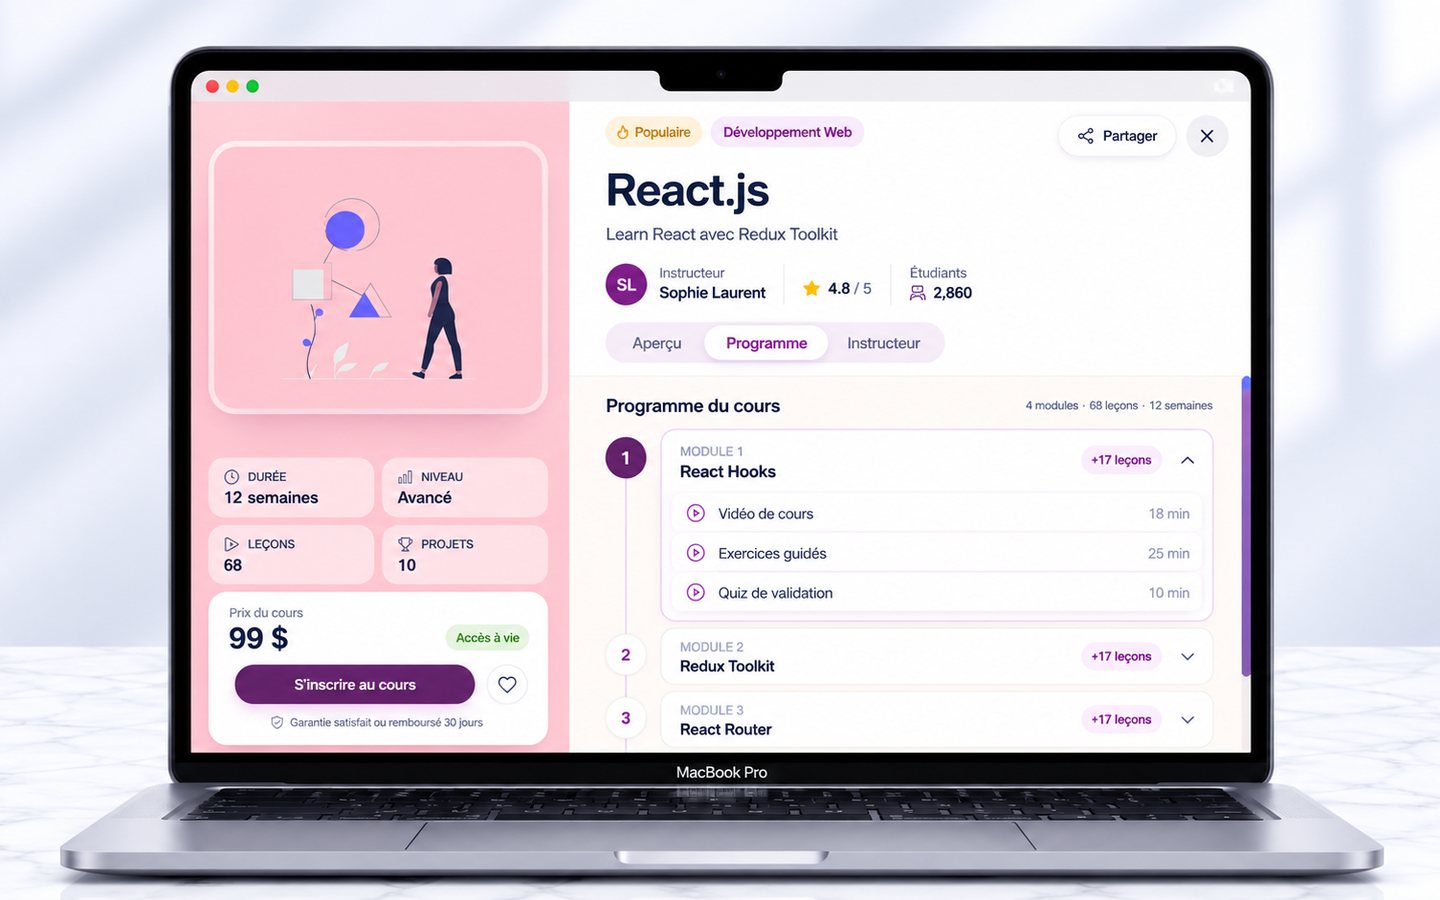 Populaire
Développement Web
Partager
React.js
Learn React avec Redux Toolkit
SL
Instructeur
Sophie Laurent
4.8 / 5
Étudiants
2,860
Aperçu
Programme
Instructeur
DURÉE
12 semaines
NIVEAU
Avancé
LEÇONS
68
PROJETS
10
Prix du cours
99 $
Accès à vie
S'inscrire au cours
Garantie satisfait ou remboursé 30 jours
Programme du cours
4 modules · 68 leçons · 12 semaines
1
MODULE 1
React Hooks
+17 leçons
Vidéo de cours
18 min
Exercices guidés
25 min
Quiz de validation
10 min
2
MODULE 2
Redux Toolkit
+17 leçons
3
MODULE 3
React Router
+17 leçons
MacBook Pro